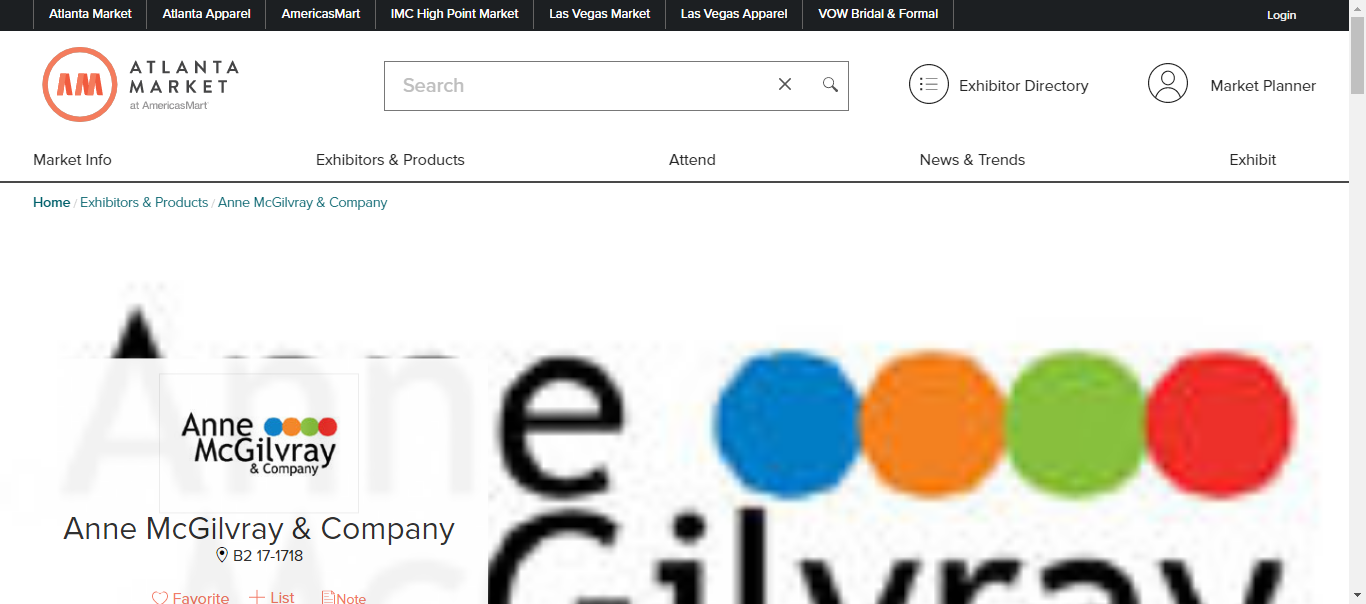 Atlanta Market Atlanta Apparel AmericasMart IMC High Point Market Las Vegas Market Las Vegas Apparel VOW Bridal & Formal Login
AM ATLANTA
MARKET
at AmericasMart
Search
Exhibitor Directory
Market Planner
Market Info Exhibitors & Products Attend News & Trends Exhibit
Home / Exhibitors & Products / Anne McGilvray & Company
Anne
McGilvray
Anne
McGilvray
& Company
Anne McGilvray & Company
B2 17-1718
Favorite List Note